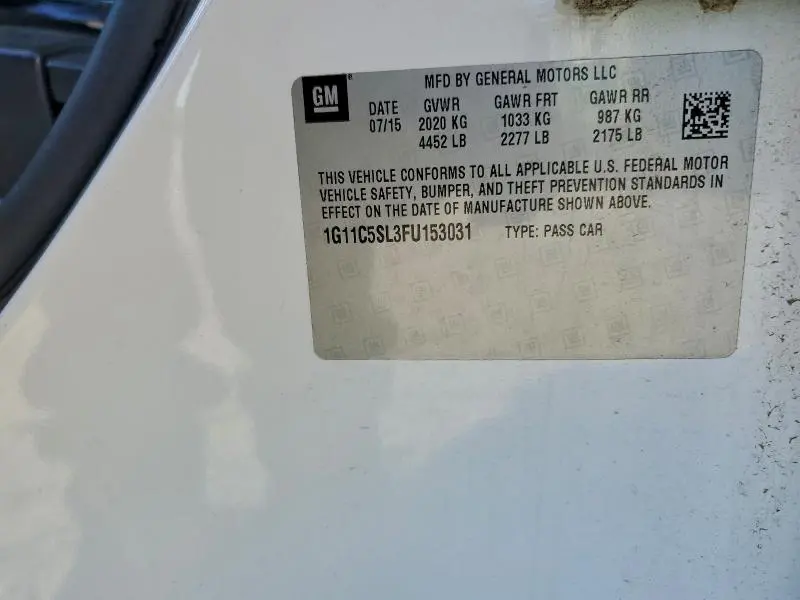 GM
MFD BY GENERAL MOTORS LLC
DATE GVWR GAWR FRT GAWR RR
07/15 2020 KG 1033 KG 987 KG
4452 LB 2277 LB 2175 LB
THIS VEHICLE CONFORMS TO ALL APPLICABLE U.S. FEDERAL MOTOR
VEHICLE SAFETY, BUMPER, AND THEFT PREVENTION STANDARDS IN
EFFECT ON THE DATE OF MANUFACTURE SHOWN ABOVE.
1G11C5SL3FU153031 TYPE: PASS CAR